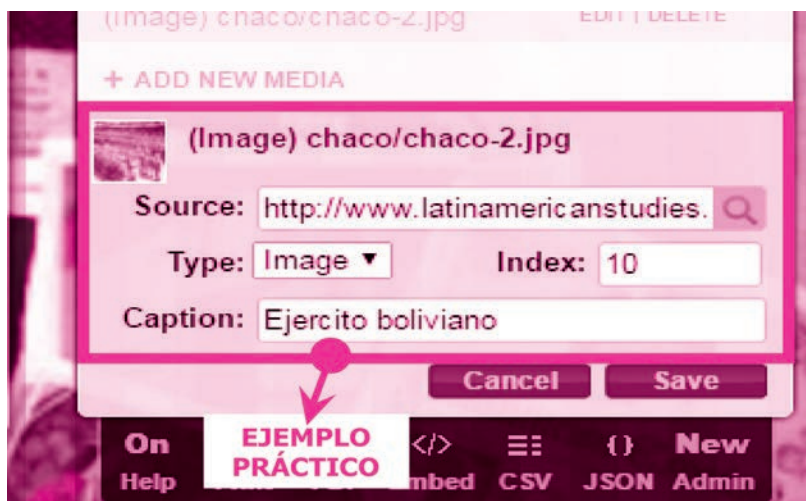 (Image) chaco/chaco-2.jpg EDIT | DELETE
+ ADD NEW MEDIA
(Image) chaco/chaco-2.jpg
Source: http://www.latinamericanstudies.
Type: Image ▼ Index: 10
Caption: Ejercito boliviano
Cancel Save
On </> {} New
EJEMPLO
PRÁCTICO
Help Embed CSV JSON Admin